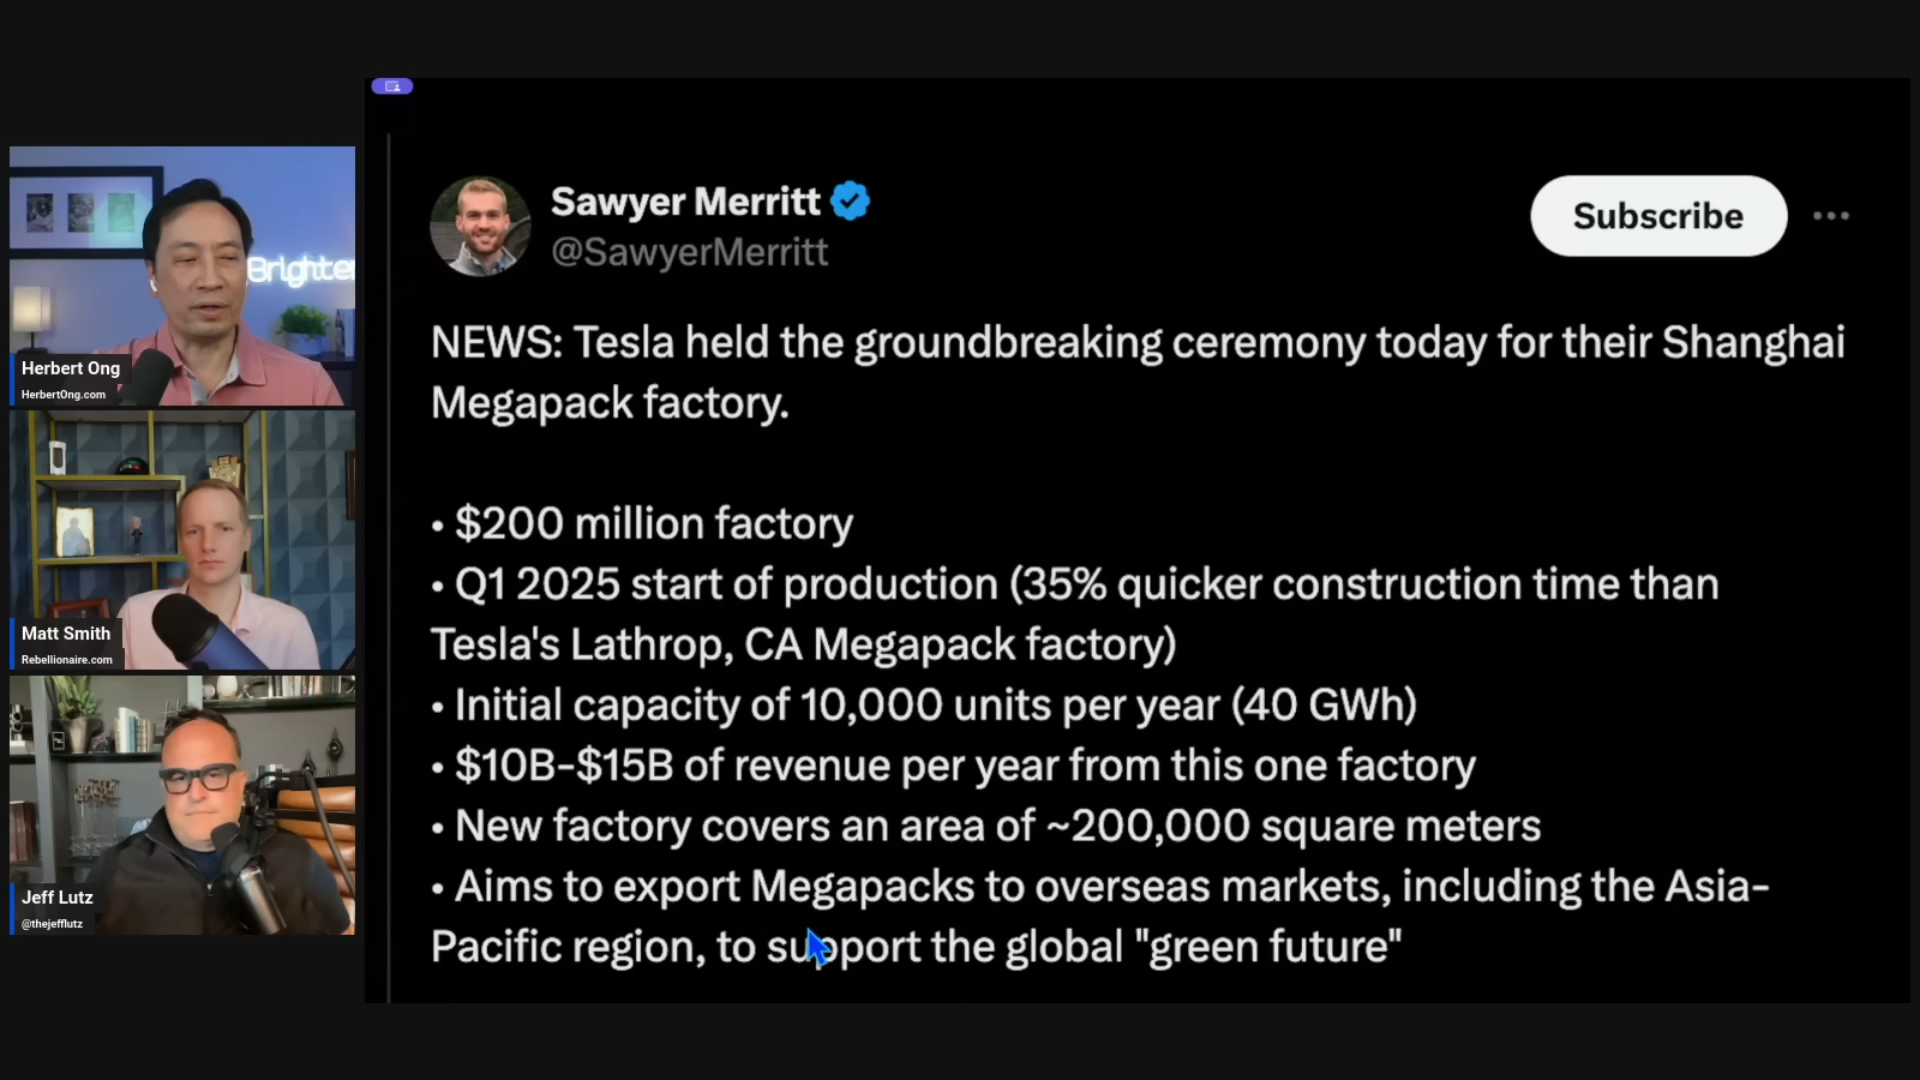 Sawyer Merritt
@SawyerMerritt
Subscribe
NEWS: Tesla held the groundbreaking ceremony today for their Shanghai
Megapack factory.
• $200 million factory
• Q1 2025 start of production (35% quicker construction time than
Tesla's Lathrop, CA Megapack factory)
• Initial capacity of 10,000 units per year (40 GWh)
• $10B-$15B of revenue per year from this one factory
• New factory covers an area of ~200,000 square meters
• Aims to export Megapacks to overseas markets, including the Asia-
Pacific region, to support the global "green future"
Brighter
Herbert Ong
HerbertOng.com
Matt Smith
Rebellionaire.com
Jeff Lutz
@thejefflutz